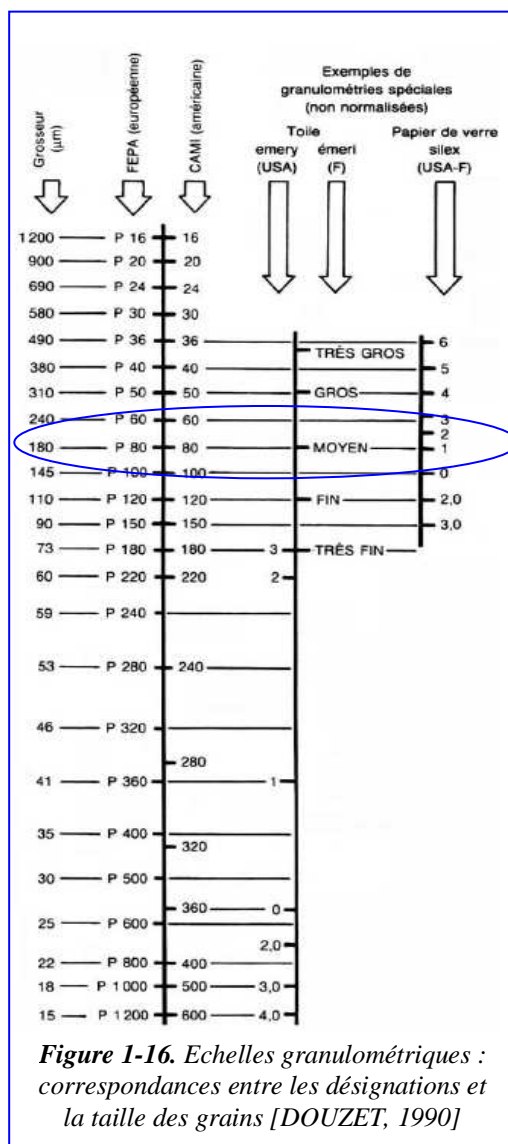 Exemples de
granulométries spéciales
(non normalisées)
Grosseur
(µm)
FEPA (européenne)
CAMI (américaine)
Toile
emery émeri
(USA) (F)
Papier de verre
silex
(USA-F)
1200 P 16 16
900 P 20 20
690 P 24 24
580 P 30 30
490 P 36 36 6
TRÈS GROS
380 P 40 40 5
310 P 50 50 GROS 4
240 P 60 60 3
2
180 P 80 80 MOYEN 1
145 P 100 100 0
110 P 120 120 FIN 2,0
90 P 150 150 3,0
73 P 180 180 3 TRÈS FIN
60 P 220 220 2
59 P 240
53 P 280 240
46 P 320
280
41 P 360 1
35 P 400
320
30 P 500
360 0
25 P 600
2,0
22 P 800 400
18 P 1000 500 3,0
15 P 1200 600 4,0
Figure 1-16. Echelles granulométriques :
correspondances entre les désignations et
la taille des grains [DOUZET, 1990]